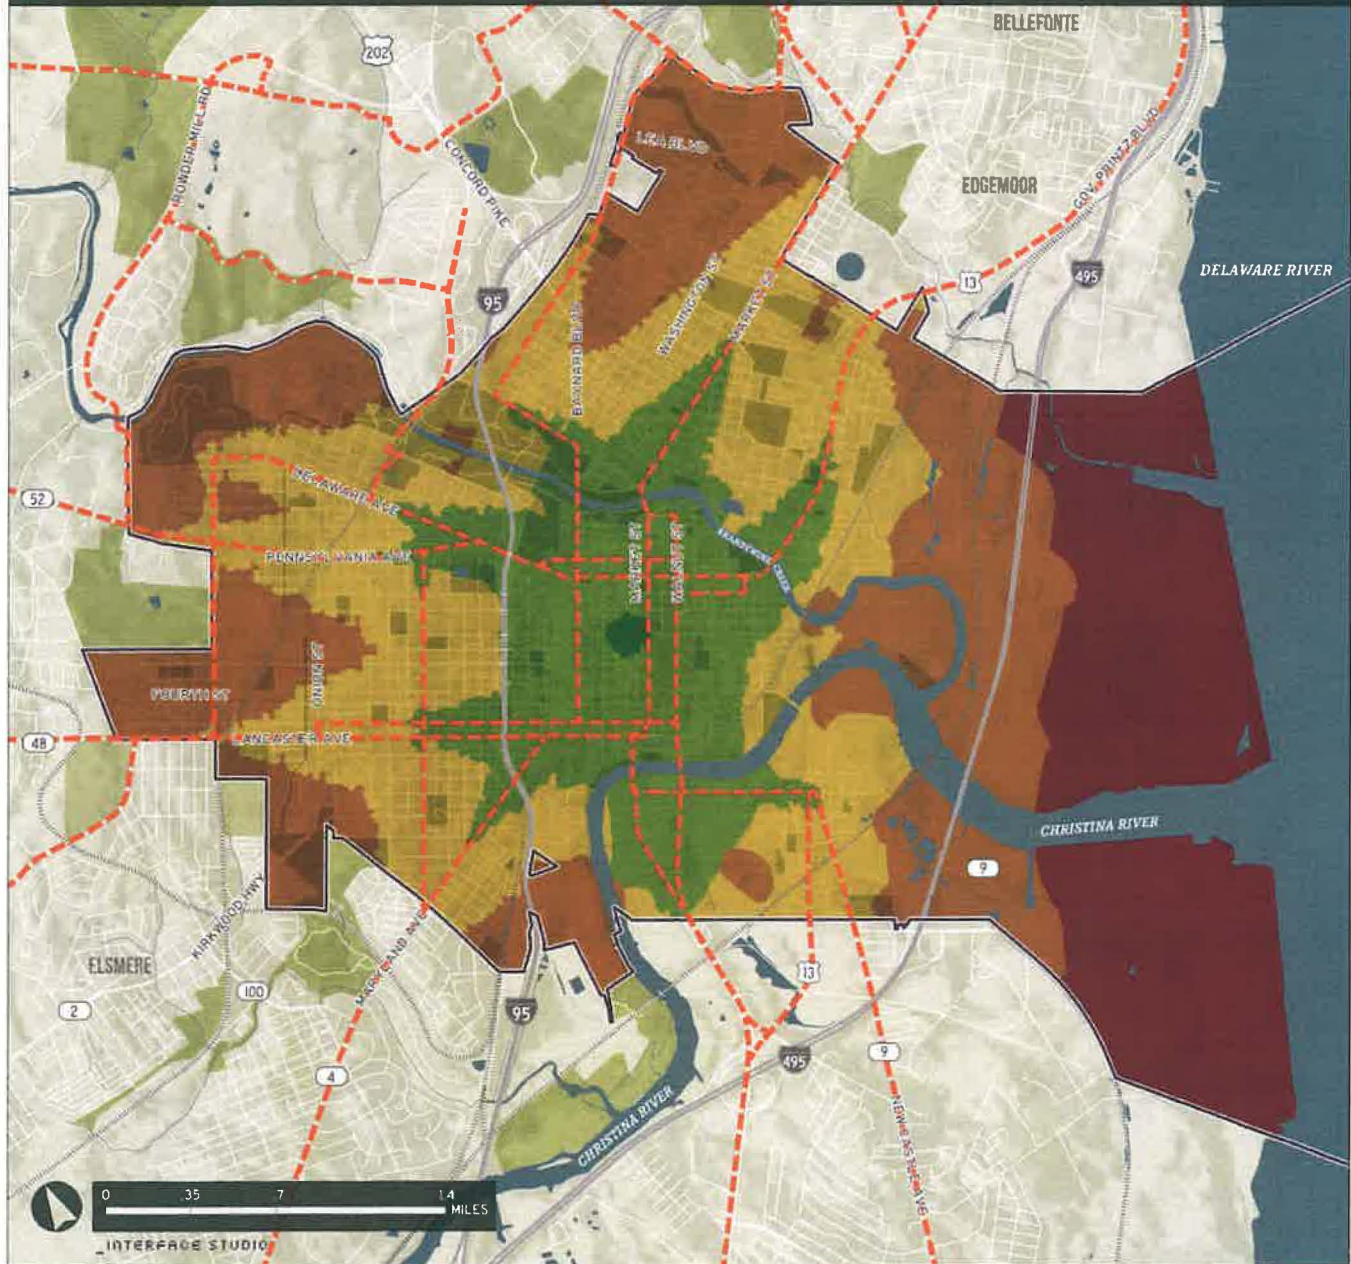 BELLEFONTE
202
POWDER MILL RD
LEA BLVD
CONCORD PIKE
EDGEMOOR
GOV. PRINTZ BLVD
DELAWARE RIVER
13
495
95
WASHINGTON ST
MARKET ST
BAYNARD BLVD
52
DELAWARE AVE
PENNSYLVANIA AVE
MARKET ST
WALNUT ST
BRANDYWINE CREEK
UNION ST
FOURTH ST
48
LANCASTER AVE
CHRISTINA RIVER
9
KIRKWOOD HWY
ELSMERE
100
2
MARYLAND AVE
95
13
495
9
4
CHRISTINA RIVER
NEW CASTLE AVE
0 .35 .7 1.4
MILES
_INTERFACE STUDIO